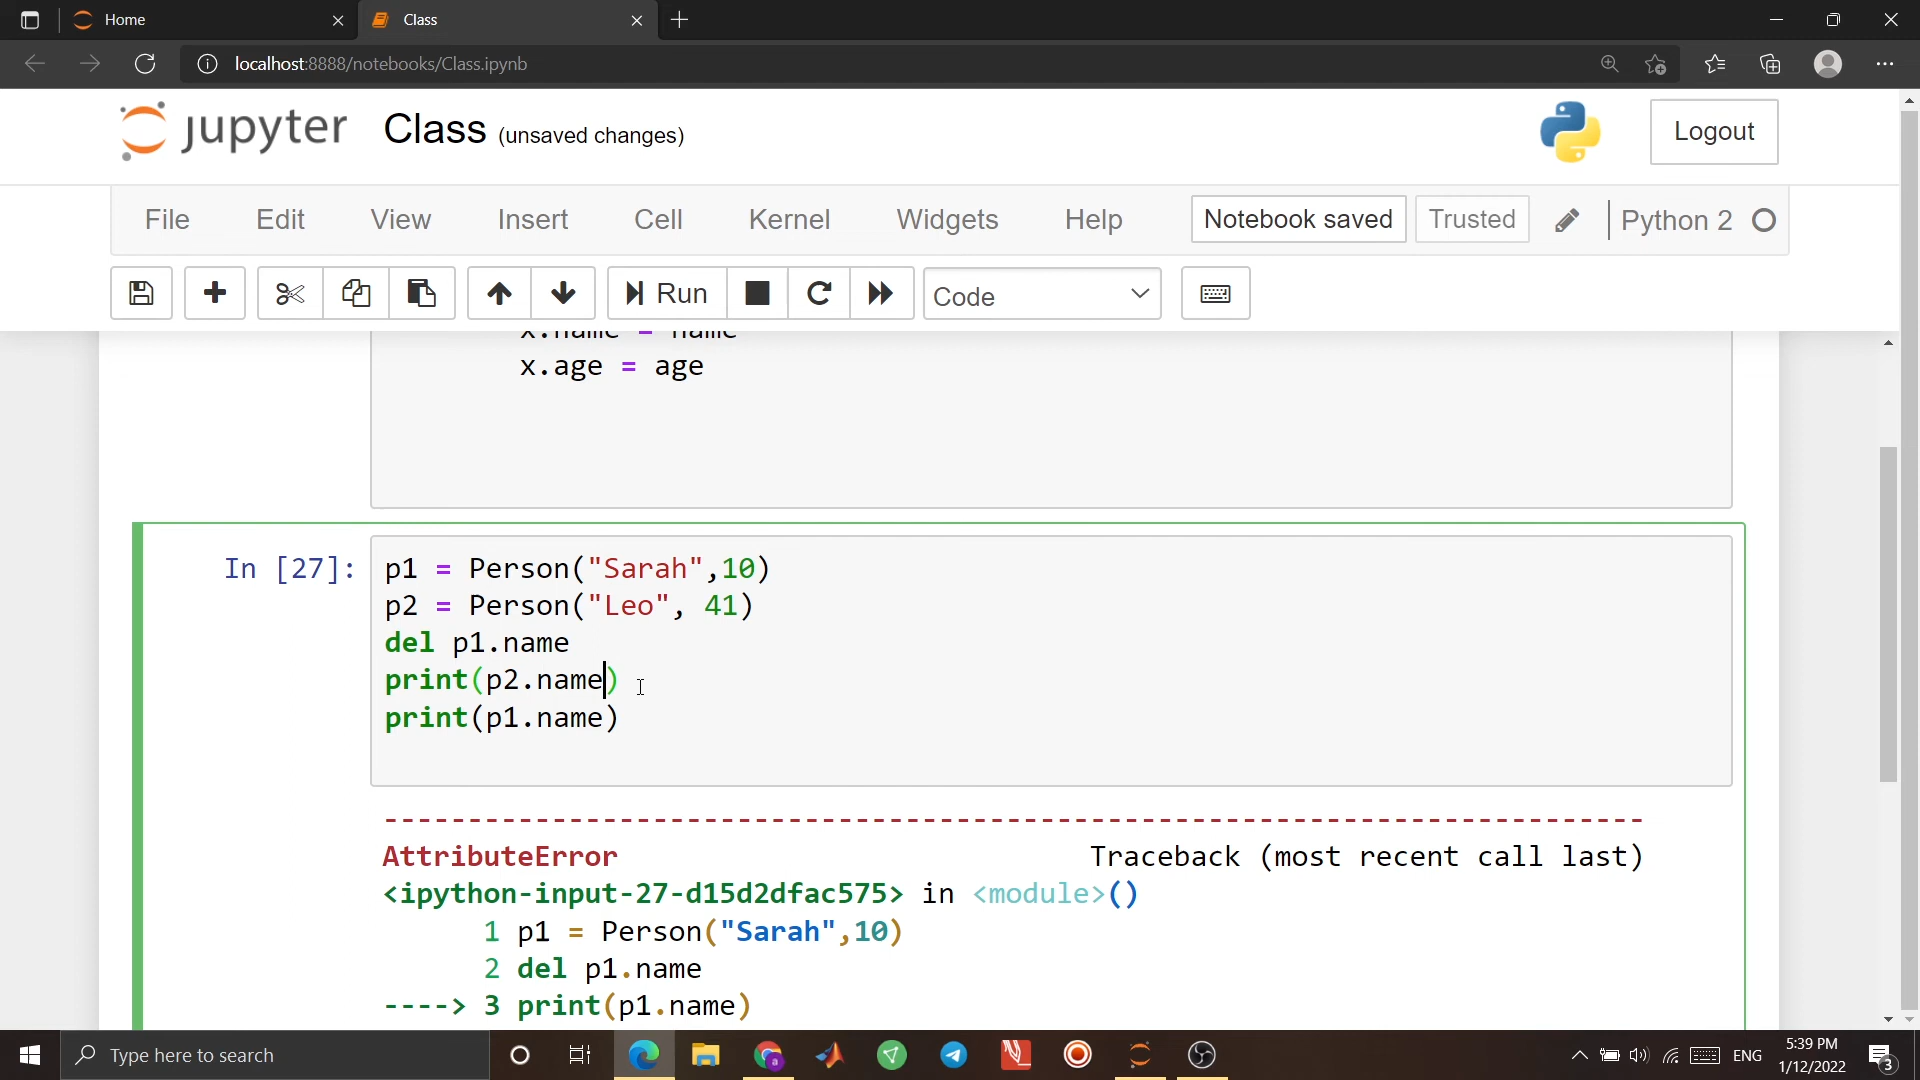 Home
Class
localhost:8888/notebooks/Class.ipynb
jupyter Class (unsaved changes)
Logout
File Edit View Insert Cell Kernel Widgets Help Notebook saved Trusted Python 2
Run Code
x.name = name
x.age = age
In [27]:
p1 = Person("Sarah",10)
p2 = Person("Leo", 41)
del p1.name
print(p2.name)
print(p1.name)
---------------------------------------------------------------------------
AttributeError Traceback (most recent call last)
<ipython-input-27-d15d2dfac575> in <module>()
1 p1 = Person("Sarah",10)
2 del p1.name
----> 3 print(p1.name)
Type here to search
ENG
5:39 PM
1/12/2022
3